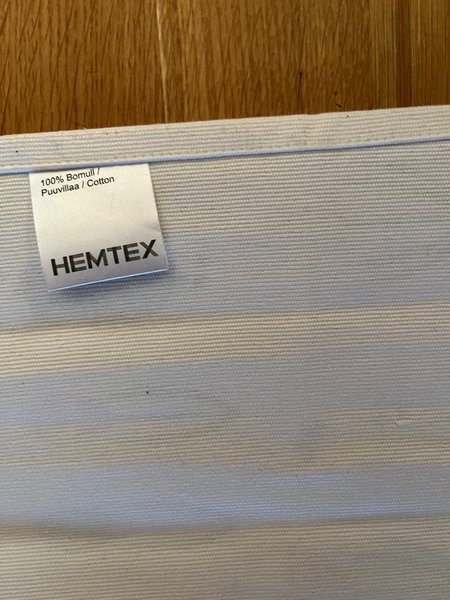 100% Bomull /
Puuvillaa / Cotton
HEMTEX